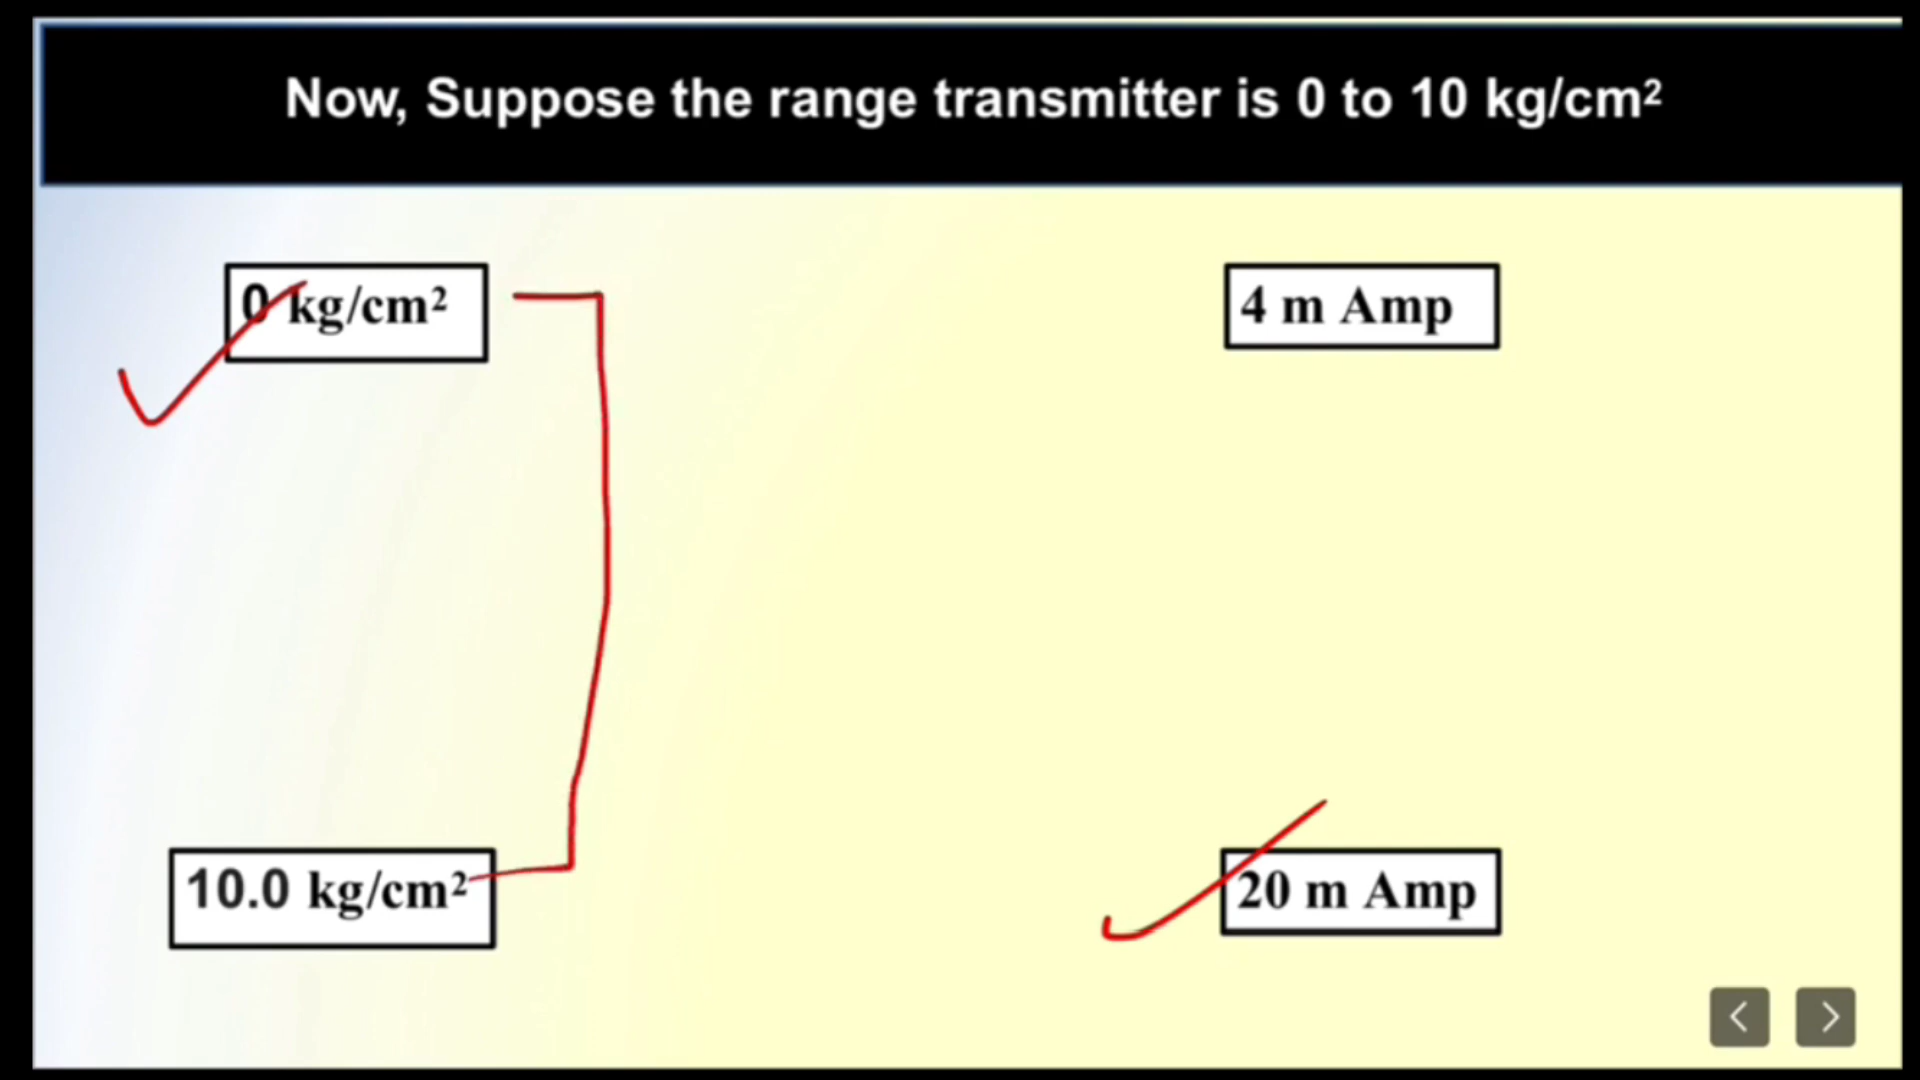 Now, Suppose the range transmitter is 0 to 10 kg/cm²
0 kg/cm²
4 m Amp
10.0 kg/cm²
20 m Amp